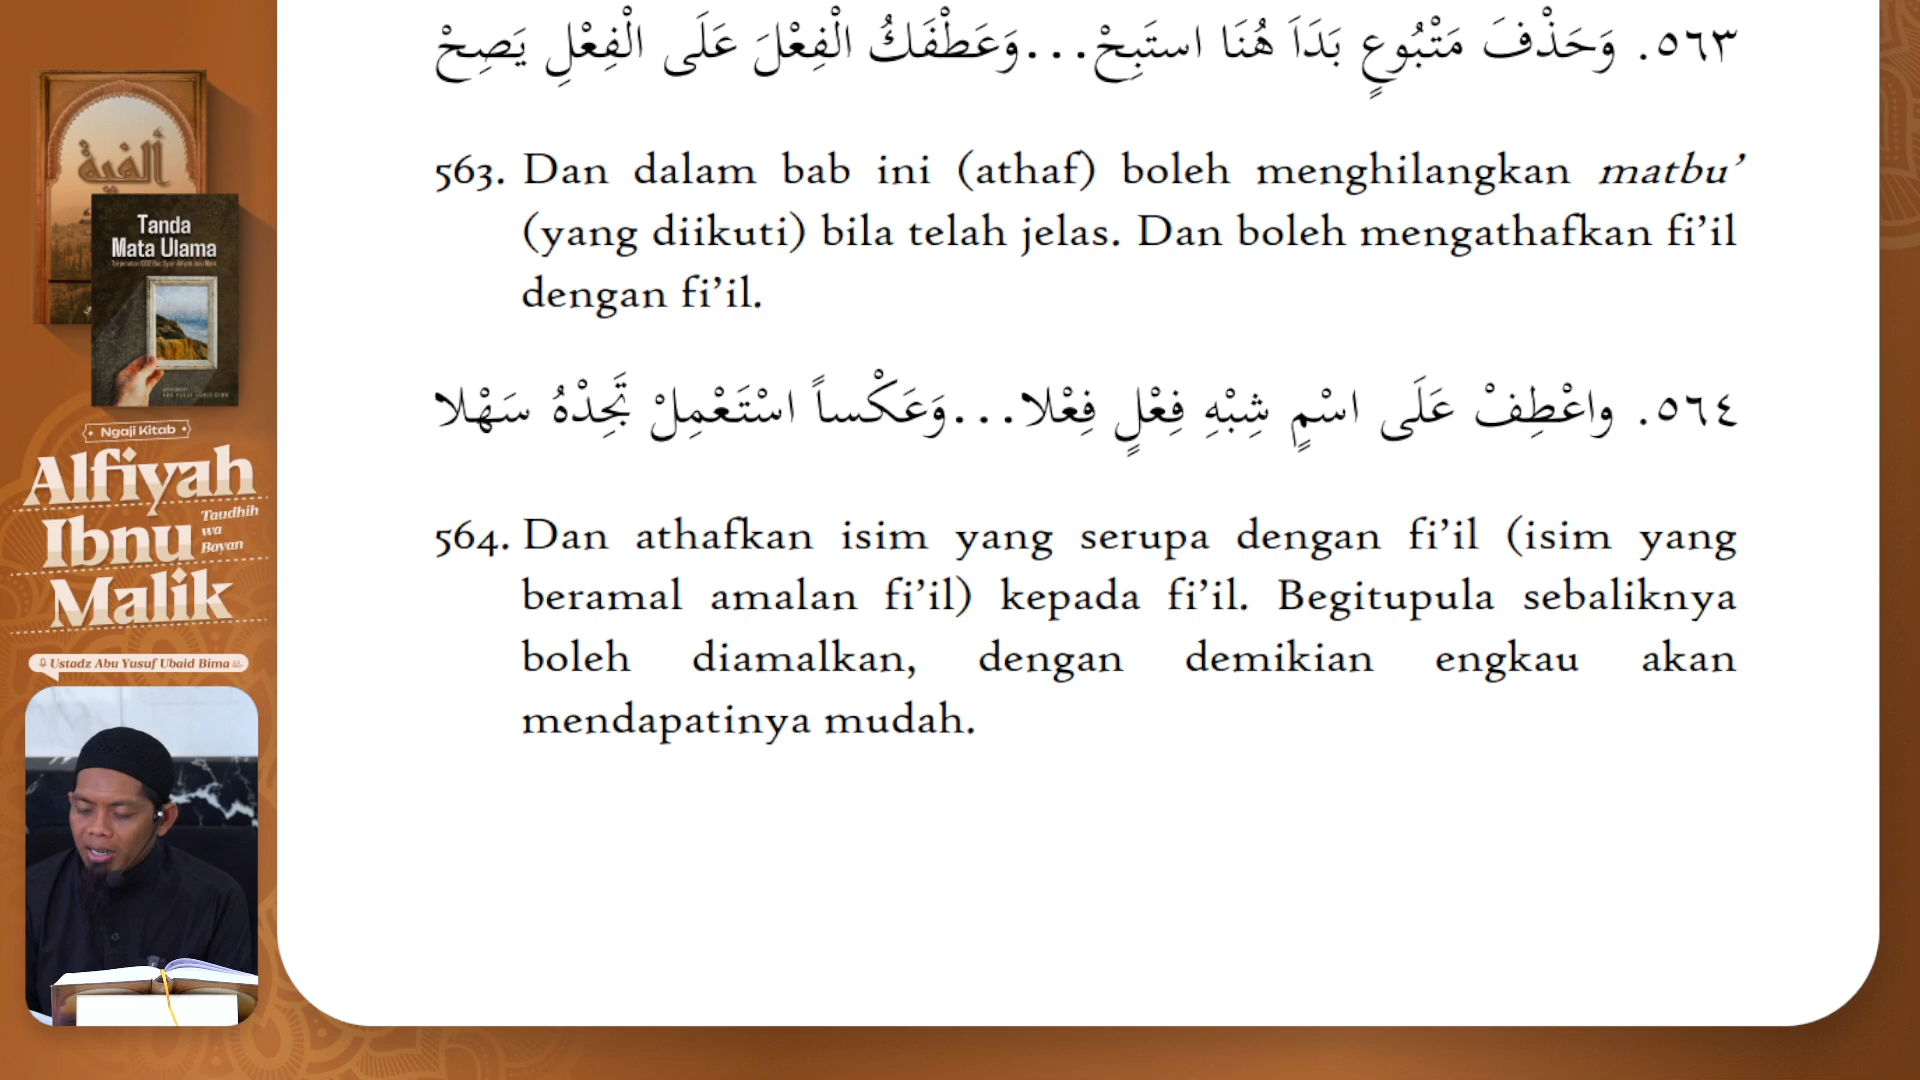 ألفية
Tanda
Mata Ulama
Ngaji Kitab
Alfiyah
Ibnu
Malik
Taudhih
wa
Bayan
Ustadz Abu Yusuf Ubaid Bima
٥٦٣. وَحَذْفَ مَتْبُوعٍ بَدَاَ هُنَا استَبِحْ...وَعَطْفَكُ الْفِعْلَ عَلَى الْفِعْلِ يَصِحْ
563. Dan dalam bab ini (athaf) boleh menghilangkan matbu’
(yang diikuti) bila telah jelas. Dan boleh mengathafkan fi’il
dengan fi’il.
٥٦٤. واعْطِفْ عَلَى اسْمٍ شِبْهِ فِعْلٍ فِعْلا...وَعَكْساً اسْتَعْمِلْ تَجِدْهُ سَهْلا
564. Dan athafkan isim yang serupa dengan fi’il (isim yang
beramal amalan fi’il) kepada fi’il. Begitupula sebaliknya
boleh diamalkan, dengan demikian engkau akan
mendapatinya mudah.